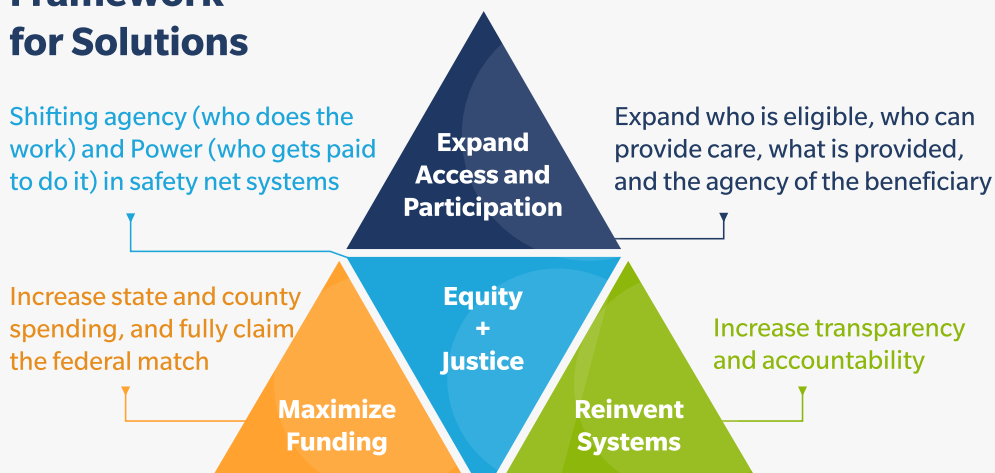 Framework
for Solutions
Shifting agency (who does the
work) and Power (who gets paid
to do it) in safety net systems
Expand
Access and
Participation
Expand who is eligible, who can
provide care, what is provided,
and the agency of the beneficiary
Increase state and county
spending, and fully claim
the federal match
Equity
+
Justice
Increase transparency
and accountability
Maximize
Funding
Reinvent
Systems